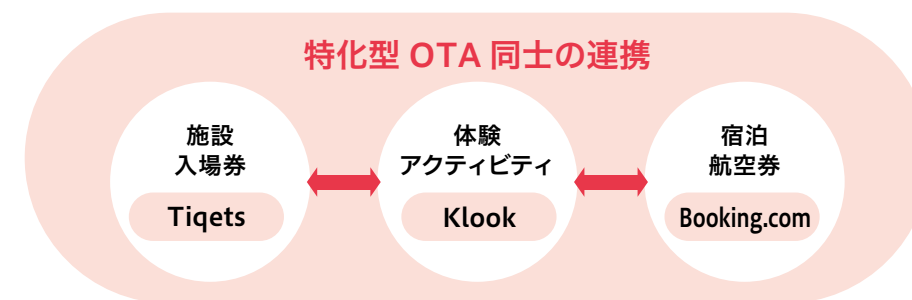 特化型 OTA 同士の連携
施設
入場券
Tiqets
体験
アクティビティ
Klook
宿泊
航空券
Booking.com